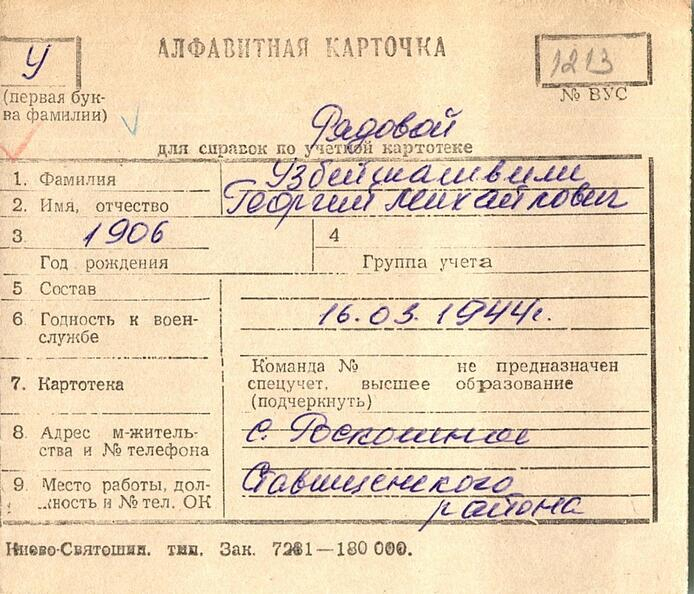 АЛФАВИТНАЯ КАРТОЧКА
У
1213
(первая бук-
ва фамилии)
№ ВУС
Рядовой
для справок по учетной картотеке
1. Фамилия Узбейташвили
2. Имя, отчество Георгий Михайлович
3. 1906
Год рождения
4
Группа учета
5 Состав
6. Годность к воен-
службе
16.03.1944г.
7. Картотека
Команда № не предназначен
спецучет, высшее образование
(подчеркнуть)
8. Адрес м-житель-
ства и № телефона
с. Роскошное
9. Место работы, дол-
жность и № тел. ОК
Ставищенского
района
Киево-Святошин. тип. Зак. 7261—180 000.